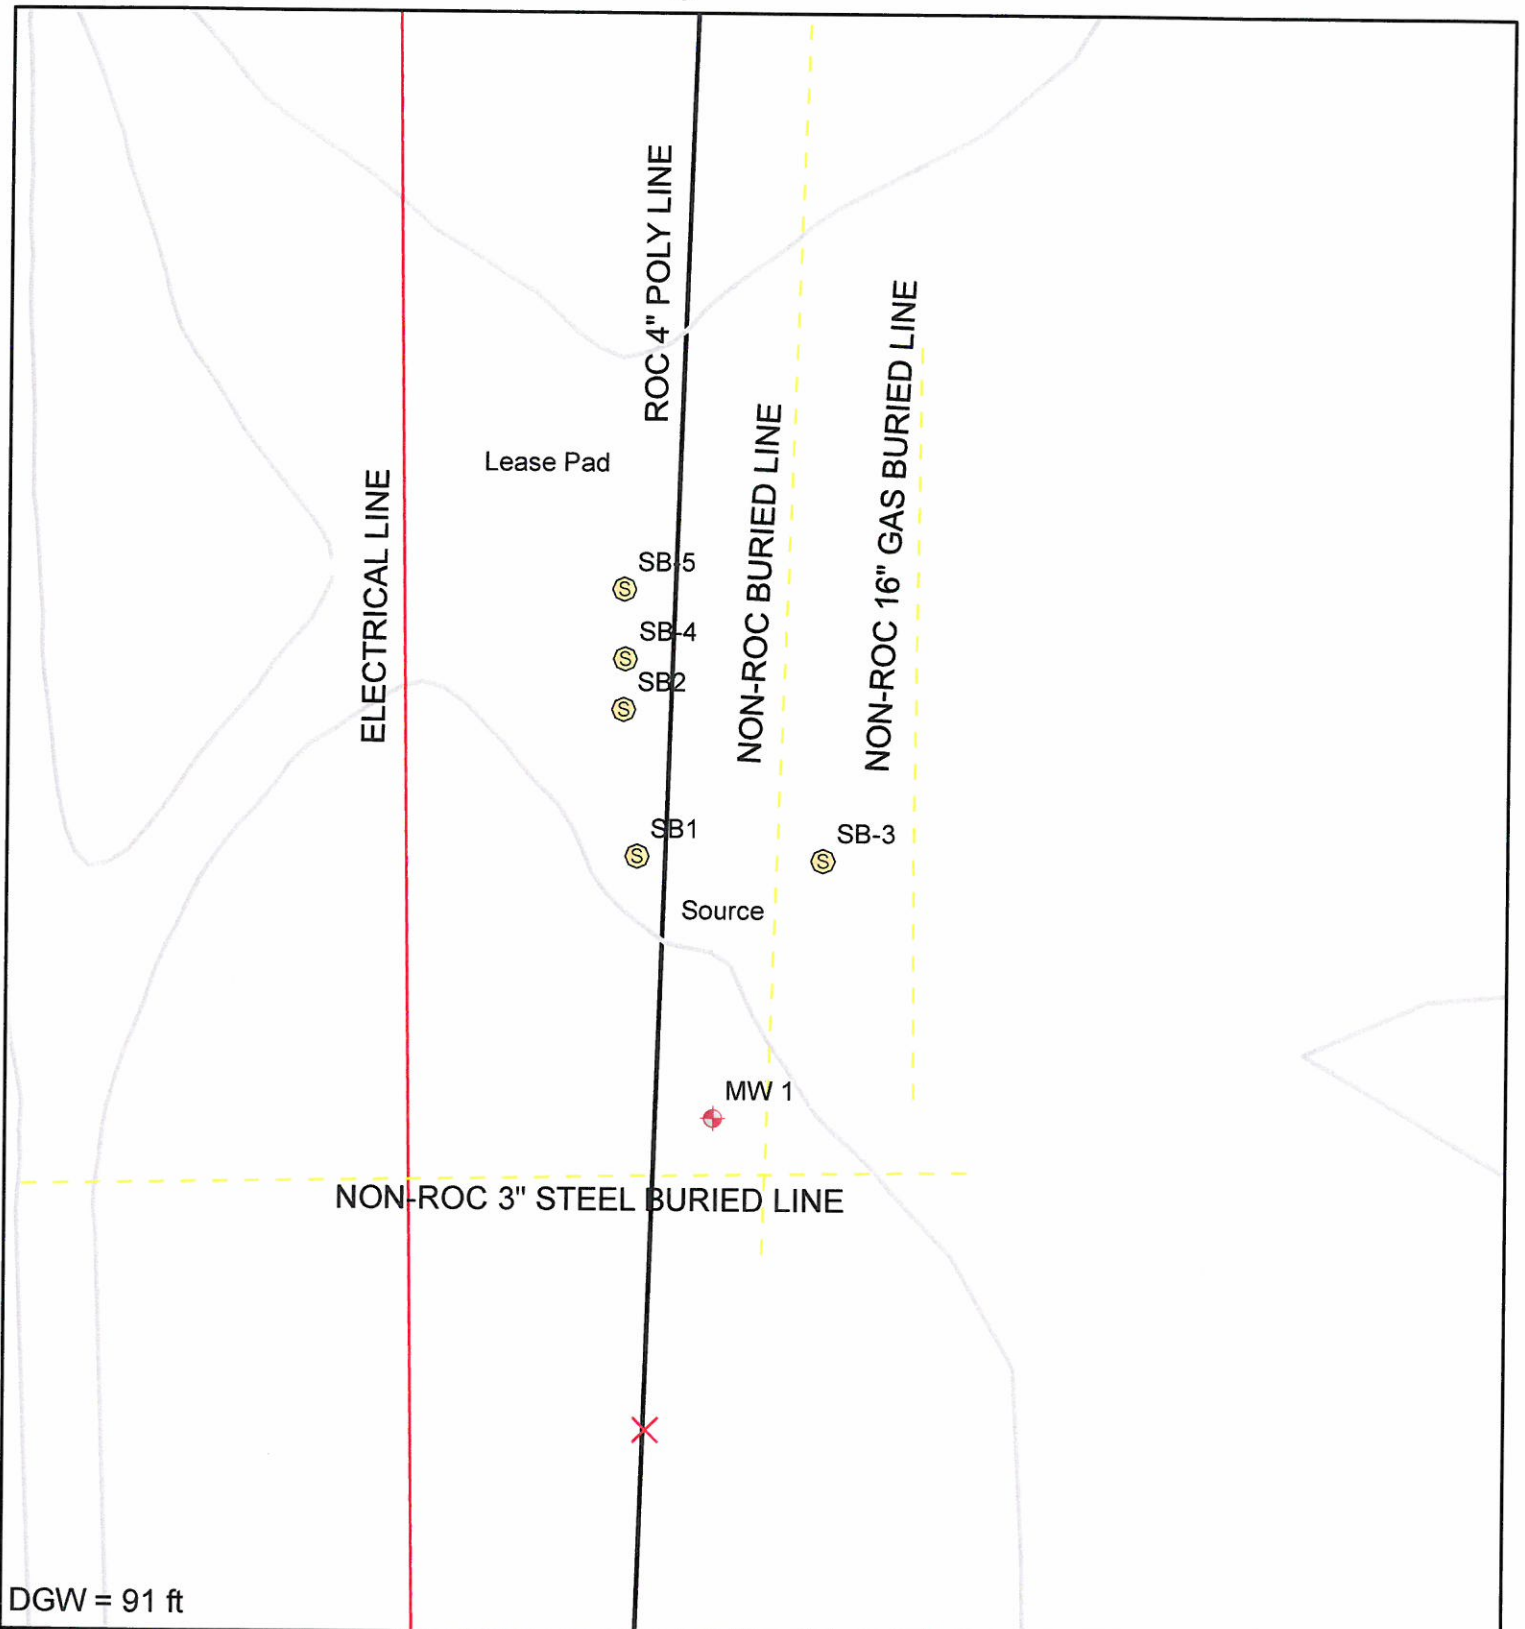 ROC 4" POLY LINE
NON-ROC 16" GAS BURIED LINE
NON-ROC BURIED LINE
Lease Pad
ELECTRICAL LINE
SB-5
S
SB-4
S
SB2
S
SB1
S
SB-3
S
Source
MW 1
NON-ROC 3" STEEL BURIED LINE
DGW = 91 ft